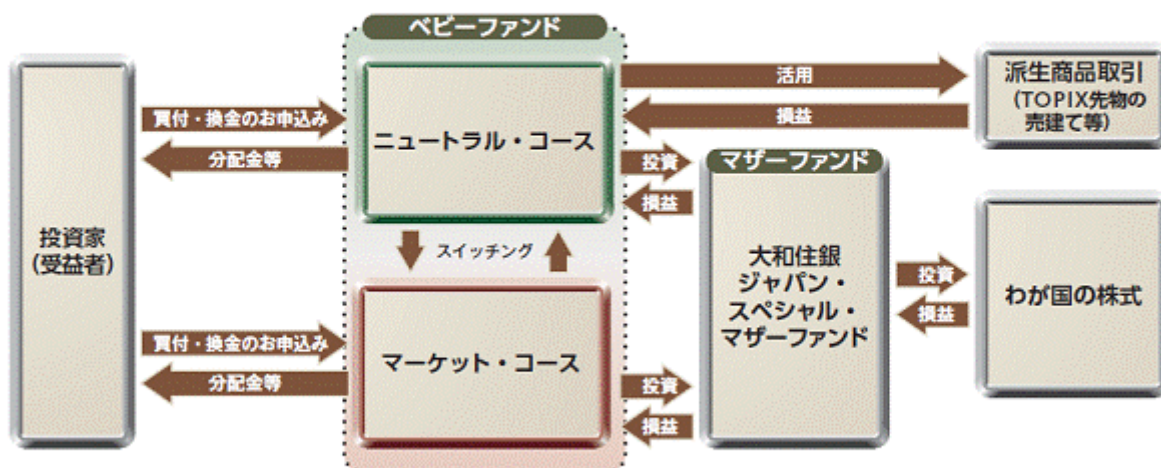 ベビーファンド
投資家
(受益者)
買付・換金のお申込み
分配金等
ニュートラル・コース
活用
損益
派生商品取引
(TOPIX先物の
売建て等)
投資
損益
スイッチング
買付・換金のお申込み
分配金等
マーケット・コース
投資
損益
マザーファンド
大和住銀
ジャパン・
スペシャル・
マザーファンド
投資
損益
わが国の株式